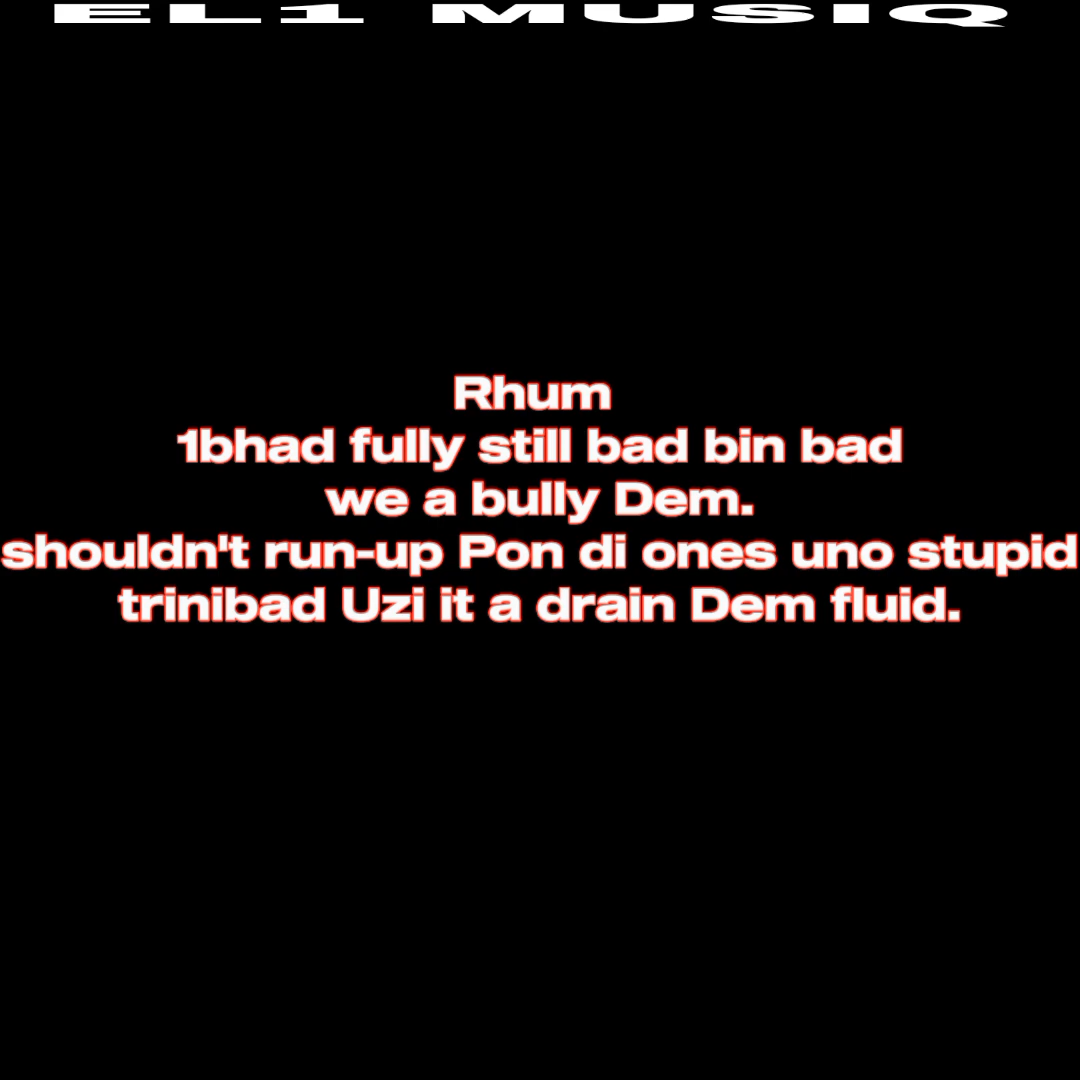 EL1 MUSIQ
Rhum
1bhad fully still bad bin bad
we a bully Dem.
shouldn't run-up Pon di ones uno stupid
trinibad Uzi it a drain Dem fluid.